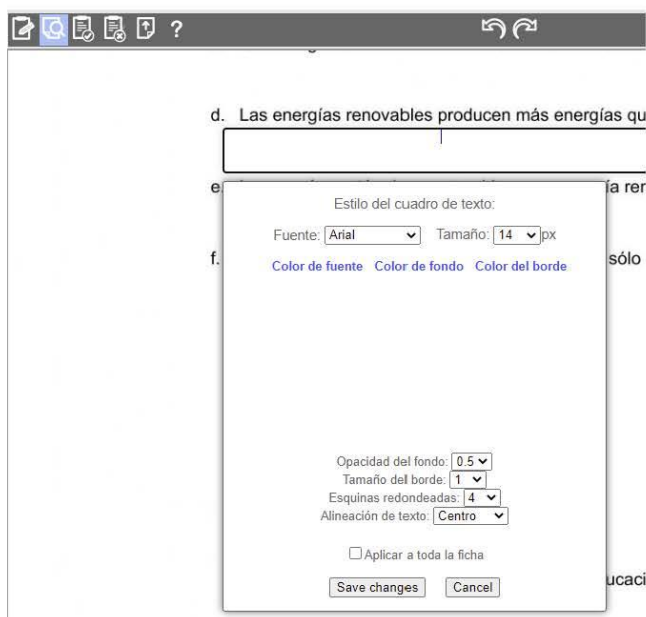 ?
d. Las energías renovables producen más energías qu
e.
ía rer
Estilo del cuadro de texto:
Fuente: Arial Tamaño: 14 px
f.
sólo
Color de fuente Color de fondo Color del borde
Opacidad del fondo: 0.5
Tamaño del borde: 1
Esquinas redondeadas: 4
Alineación de texto: Centro
Aplicar a toda la ficha
ucaci
Save changes Cancel